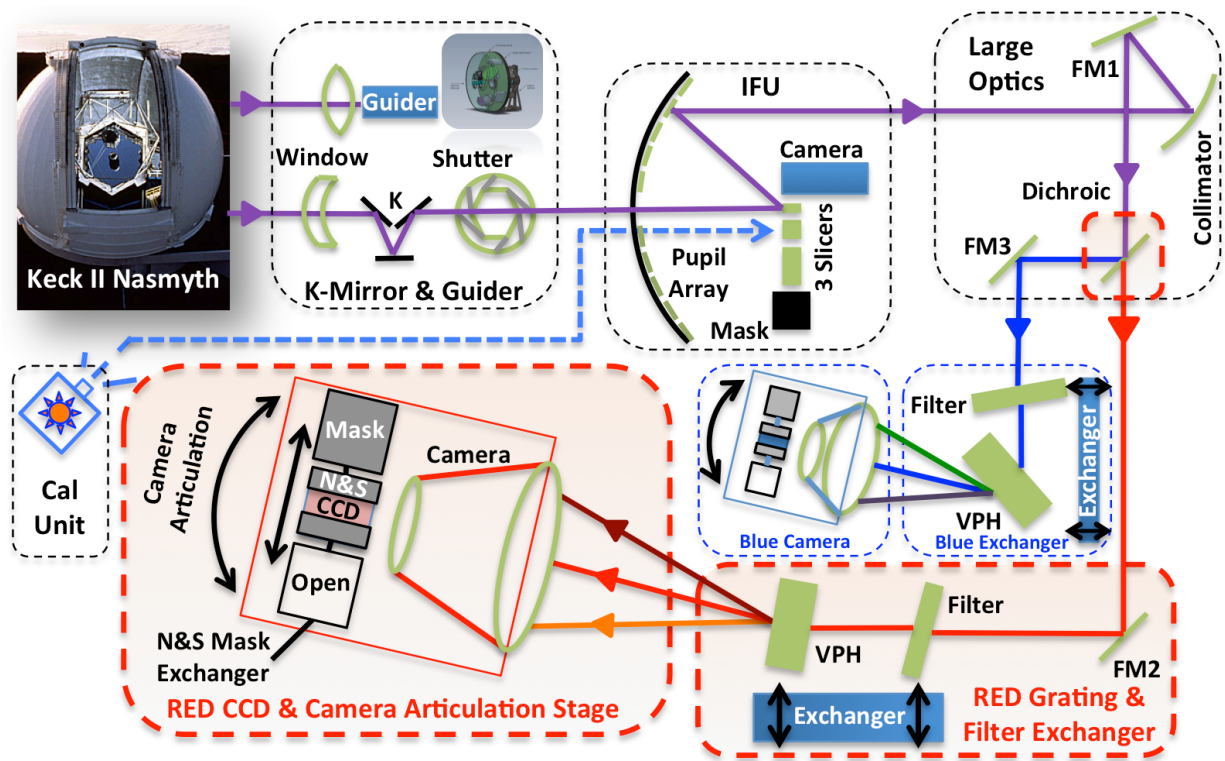 Keck II Nasmyth
Guider
Window
Shutter
K
K-Mirror & Guider
IFU
Camera
3 Slicers
Pupil
Array
Mask
Large
Optics
FM1
Collimator
Dichroic
FM3
Cal
Unit
Camera
Articulation
Mask
N&S
CCD
Open
Camera
N&S Mask
Exchanger
RED CCD & Camera Articulation Stage
Blue Camera
Filter
Exchanger
VPH
Blue Exchanger
Filter
VPH
FM2
Exchanger
RED Grating &
Filter Exchanger